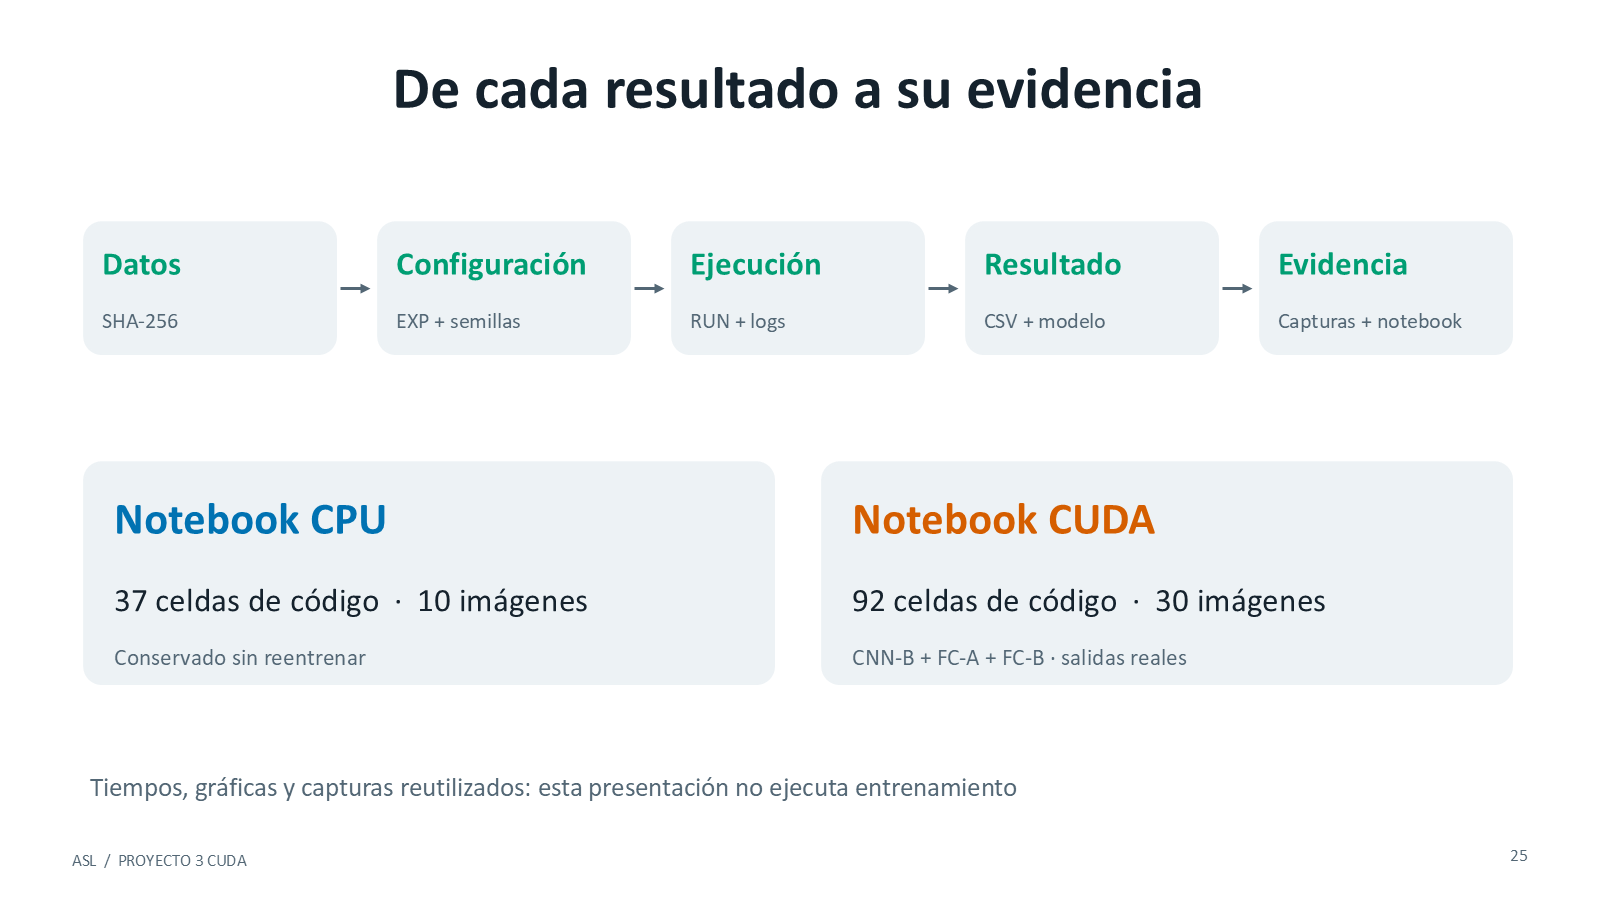 De cada resultado a su evidencia
Datos
SHA-256
Configuración
EXP + semillas
Ejecución
RUN + logs
Resultado
CSV + modelo
Evidencia
Capturas + notebook
Notebook CPU
37 celdas de código · 10 imágenes
Conservado sin reentrenar
Notebook CUDA
92 celdas de código · 30 imágenes
CNN-B + FC-A + FC-B · salidas reales
Tiempos, gráficas y capturas reutilizados: esta presentación no ejecuta entrenamiento
ASL / PROYECTO 3 CUDA
25